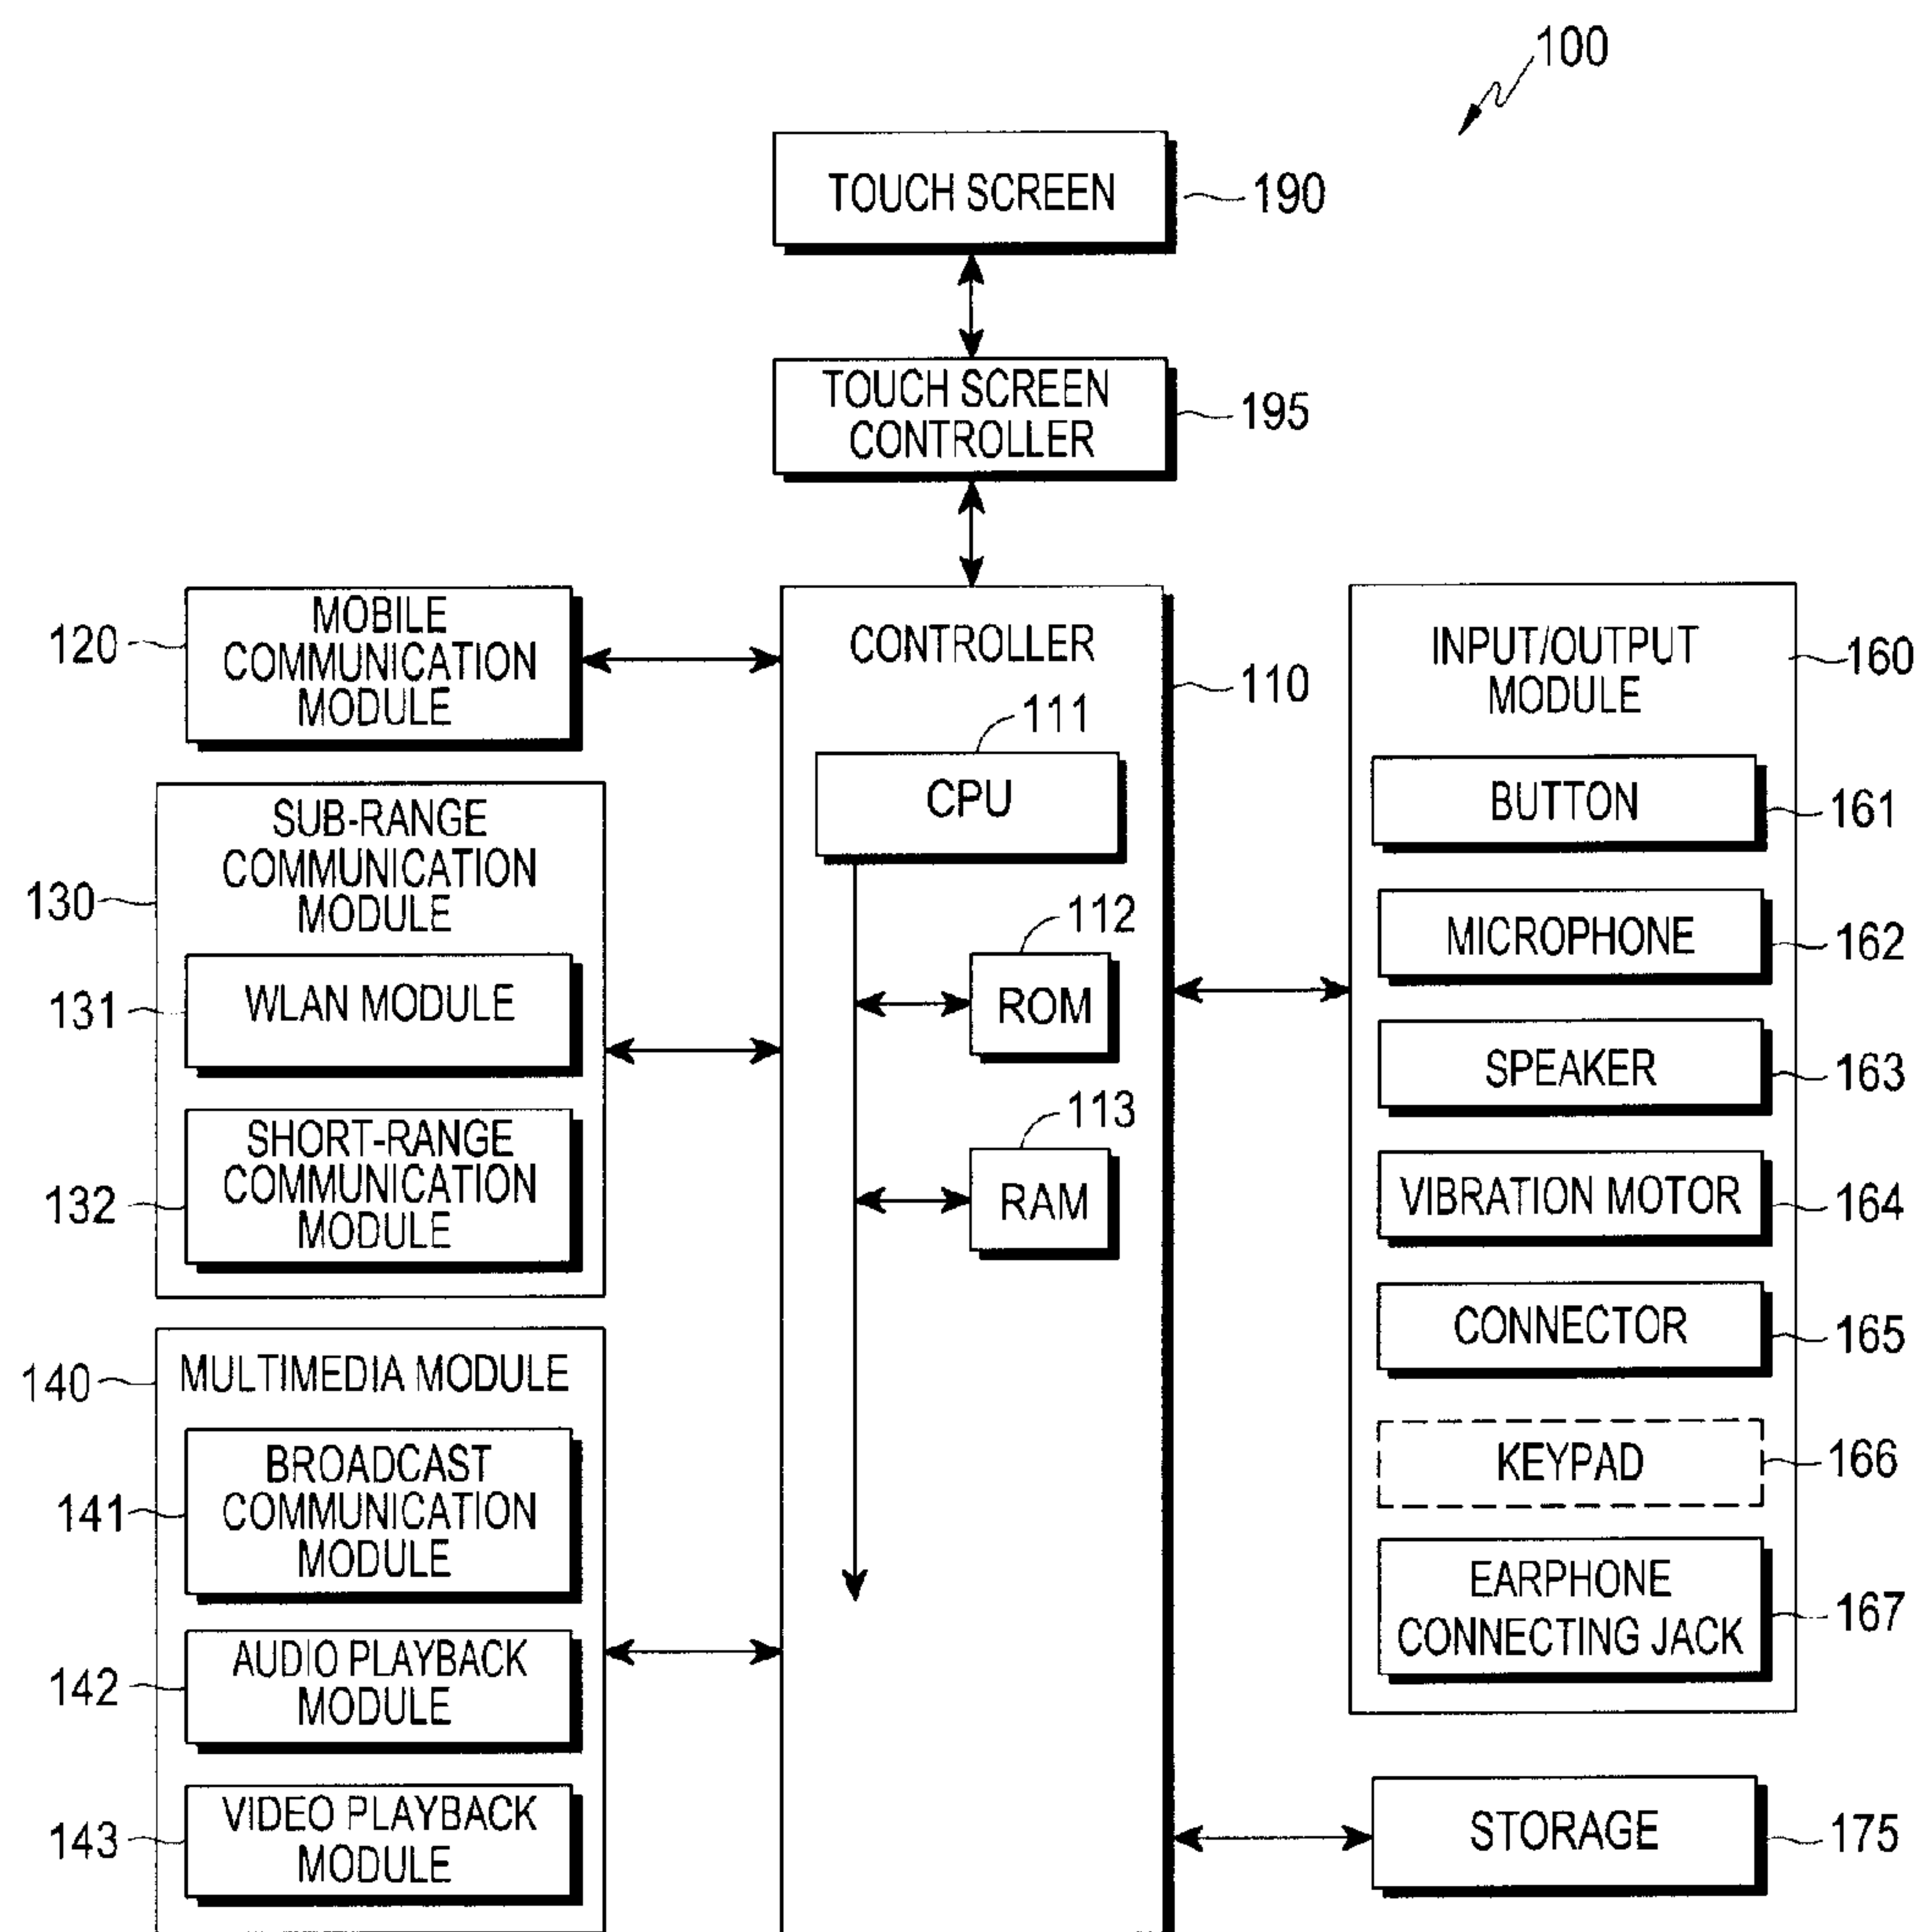 100
TOUCH SCREEN
190
TOUCH SCREEN
CONTROLLER
195
120
MOBILE
COMMUNICATION
MODULE
130
SUB-RANGE
COMMUNICATION
MODULE
131
WLAN MODULE
132
SHORT-RANGE
COMMUNICATION
MODULE
140
MULTIMEDIA MODULE
141
BROADCAST
COMMUNICATION
MODULE
142
AUDIO PLAYBACK
MODULE
143
VIDEO PLAYBACK
MODULE
CONTROLLER
110
111
CPU
112
ROM
113
RAM
INPUT/OUTPUT
MODULE
160
BUTTON
161
MICROPHONE
162
SPEAKER
163
VIBRATION MOTOR
164
CONNECTOR
165
KEYPAD
166
EARPHONE
CONNECTING JACK
167
STORAGE
175